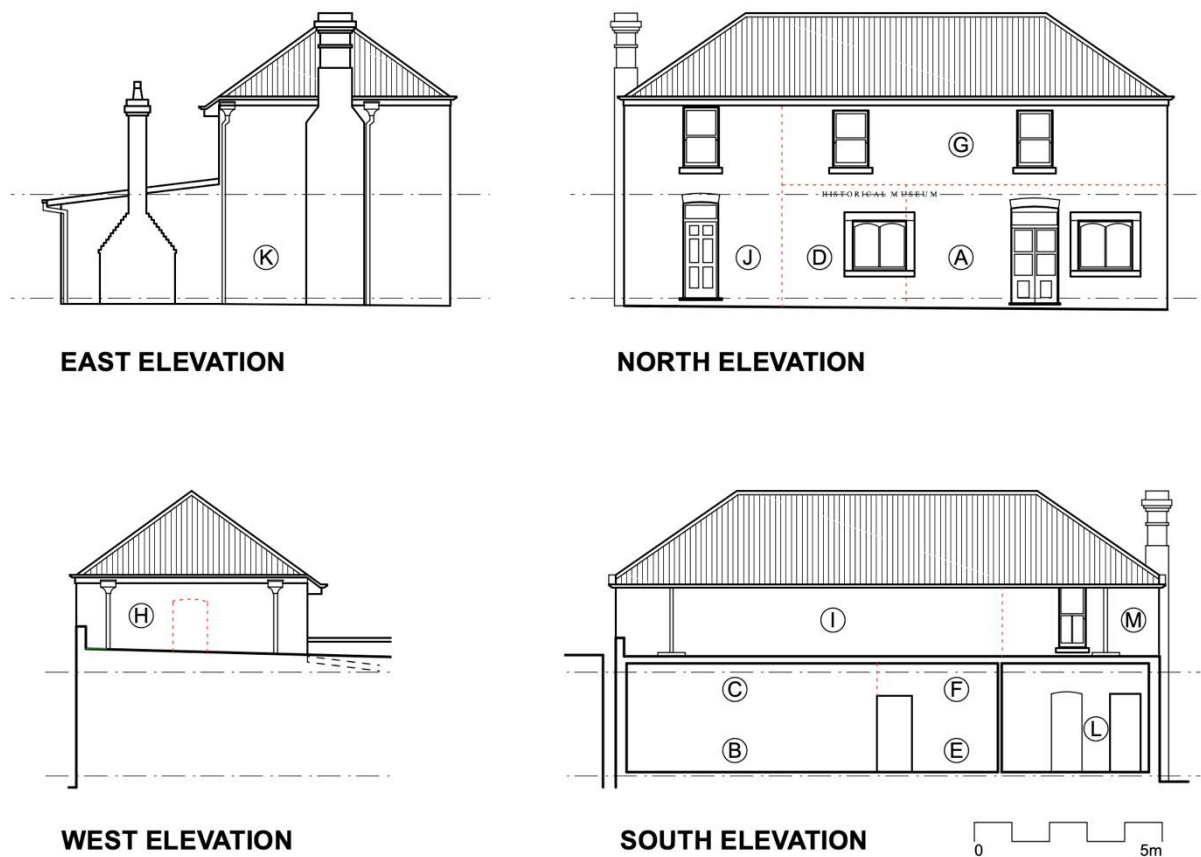 G
HISTORICAL MUSEUM
K
J
D
A
EAST ELEVATION
NORTH ELEVATION
H
I
M
C
F
L
B
E
WEST ELEVATION
SOUTH ELEVATION
0
5m